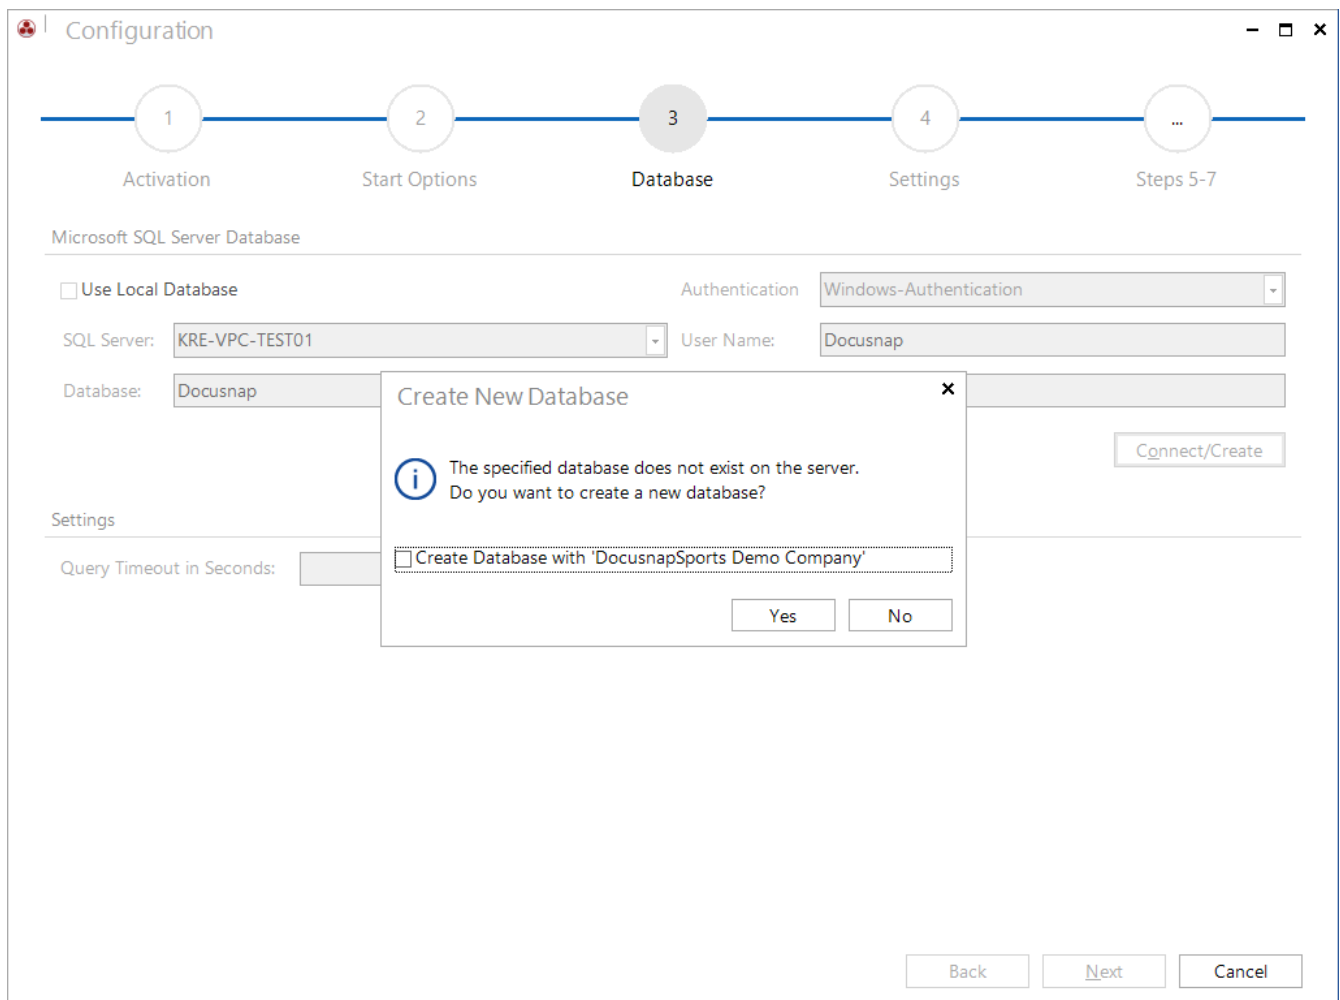 Configuration
1
2
3
4
...
Activation
Start Options
Database
Settings
Steps 5-7
Microsoft SQL Server Database
Use Local Database
Authentication
Windows-Authentication
SQL Server:
KRE-VPC-TEST01
User Name:
Docusnap
Database:
Docusnap
Create New Database
The specified database does not exist on the server.
Do you want to create a new database?
Connect/Create
Settings
Create Database with 'DocusnapSports Demo Company'
Query Timeout in Seconds:
Yes
No
Back
Next
Cancel